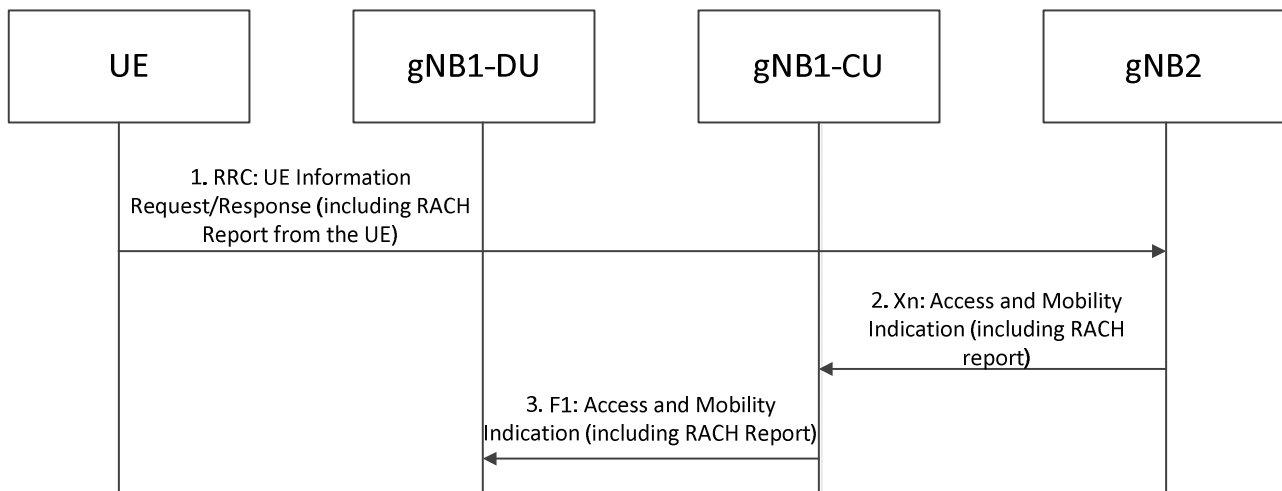 UE
gNB1-DU
gNB1-CU
gNB2
1. RRC: UE Information
Request/Response (including RACH
Report from the UE)
2. Xn: Access and Mobility
Indication (including RACH
report)
3. F1: Access and Mobility
Indication (including RACH Report)